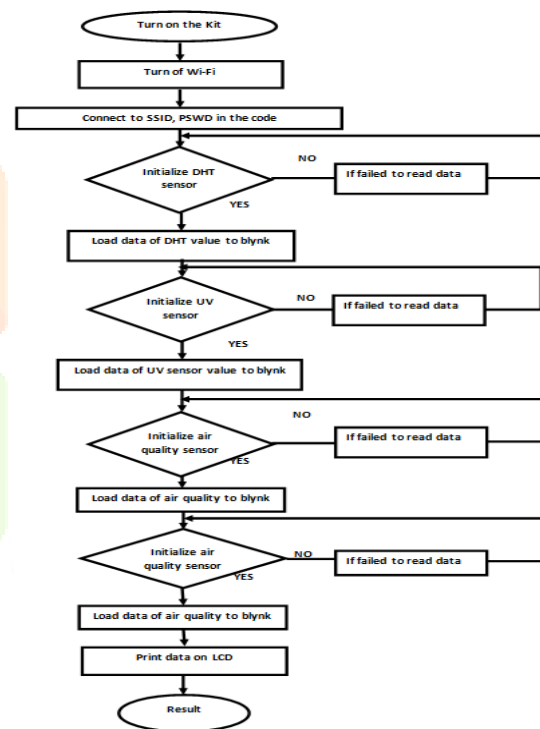 Turn on the Kit
Turn of Wi-Fi
Connect to SSID, PSWD in the code
Initialize DHT
sensor
NO
If failed to read data
YES
Load data of DHT value to blynk
Initialize UV
sensor
NO
If failed to read data
YES
Load data of UV sensor value to blynk
Initialize air
quality sensor
NO
If failed to read data
YES
Load data of air quality to blynk
Initialize air
quality sensor
NO
If failed to read data
YES
Load data of air quality to blynk
Print data on LCD
Result